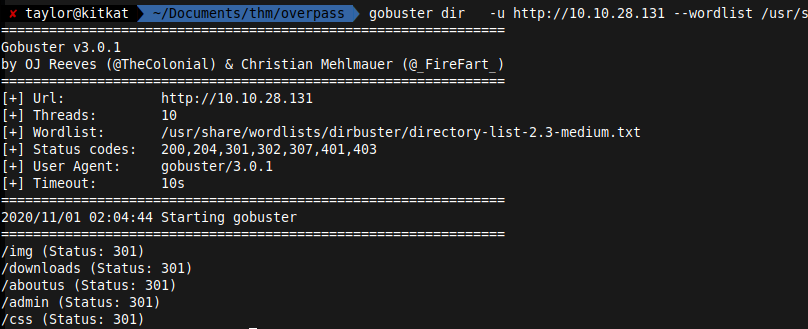 ✘ taylor@kitkat ~/Documents/thm/overpass gobuster dir   -u http://10.10.28.131 --wordlist /usr/s
===============================================================
Gobuster v3.0.1
by OJ Reeves (@TheColonial) & Christian Mehlmauer (@_FireFart_)
===============================================================
[+] Url:            http://10.10.28.131
[+] Threads:        10
[+] Wordlist:       /usr/share/wordlists/dirbuster/directory-list-2.3-medium.txt
[+] Status codes:   200,204,301,302,307,401,403
[+] User Agent:     gobuster/3.0.1
[+] Timeout:        10s
===============================================================
2020/11/01 02:04:44 Starting gobuster
===============================================================
/img (Status: 301)
/downloads (Status: 301)
/aboutus (Status: 301)
/admin (Status: 301)
/css (Status: 301)